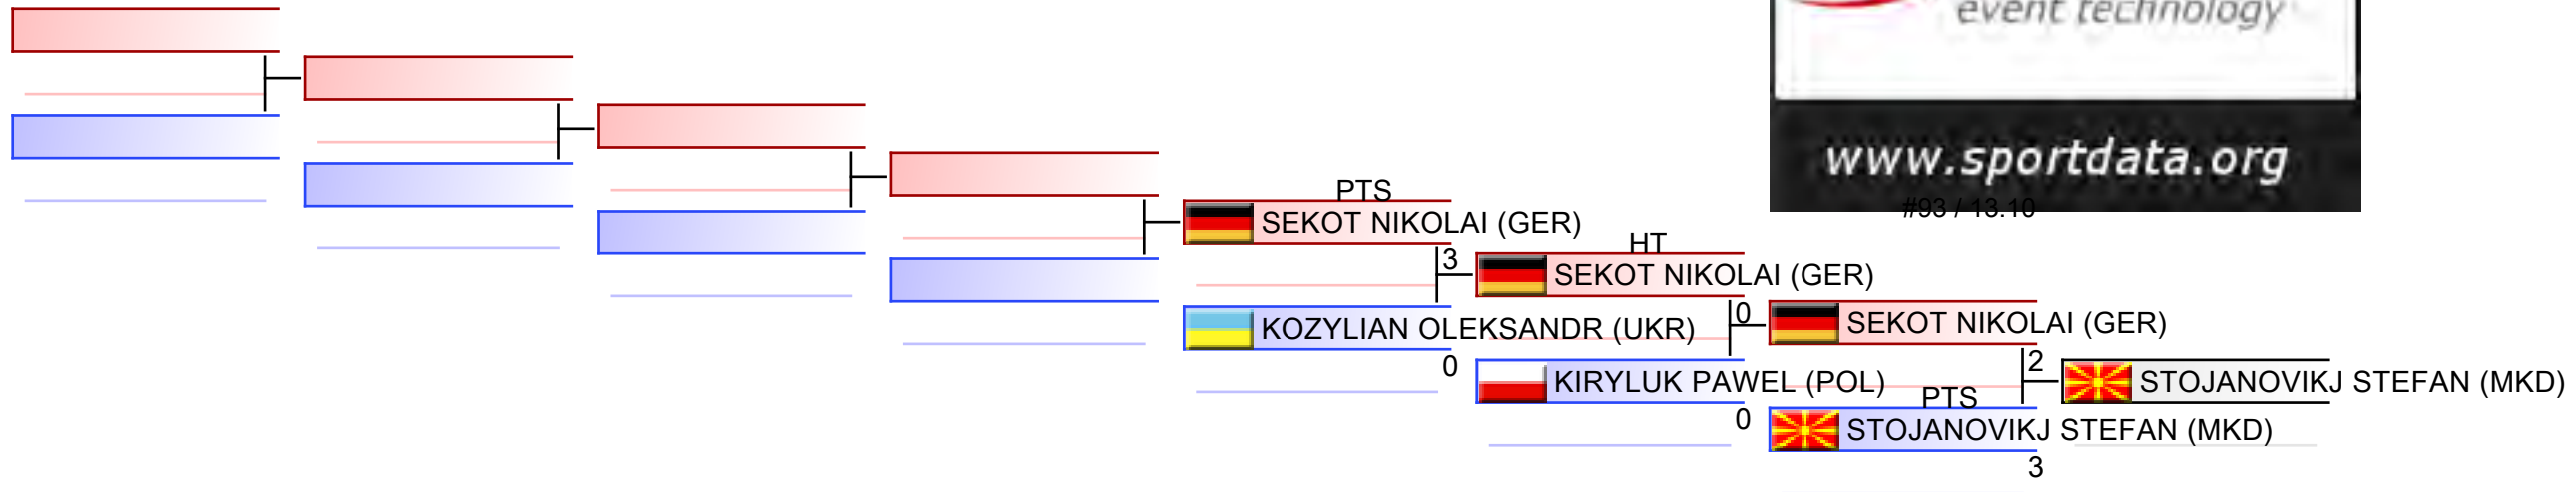 event technology
www.sportdata.org
PTS
#93 / 13.10
SEKOT NIKOLAI (GER)
HT
3
SEKOT NIKOLAI (GER)
0
SEKOT NIKOLAI (GER)
KOZYLIAN OLEKSANDR (UKR)
0
2
KIRYLUK PAWEL (POL)
STOJANOVIKJ STEFAN (MKD)
PTS
0
STOJANOVIKJ STEFAN (MKD)
3